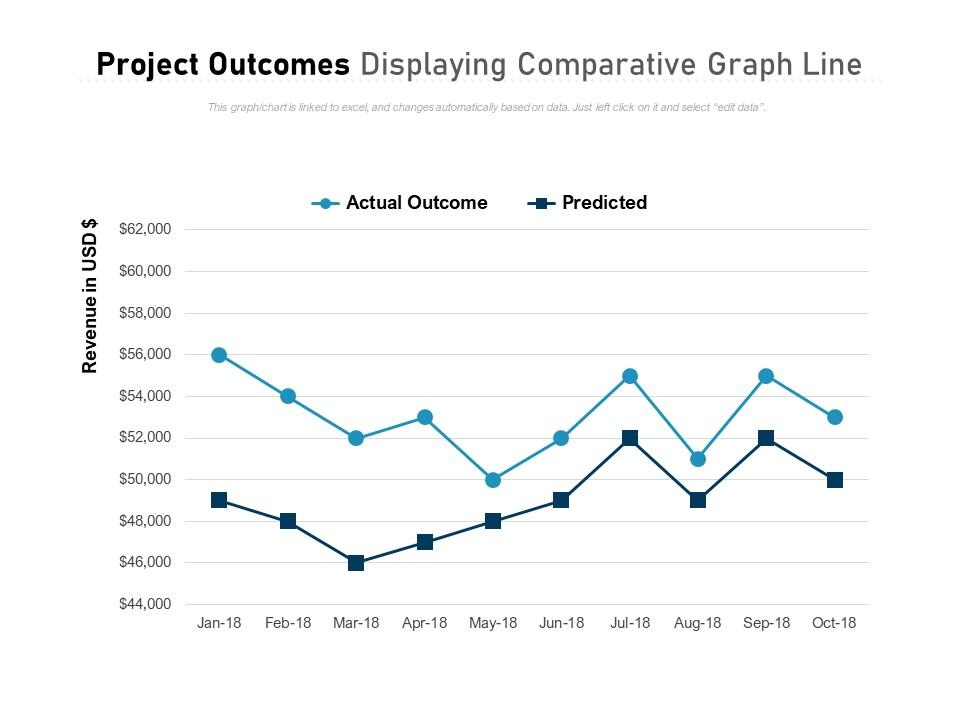 Project Outcomes Displaying Comparative Graph Line
This graph/chart is linked to excel, and changes automatically based on data. Just left click on it and select “edit data”.
Actual Outcome Predicted
Revenue in USD $
$62,000
$60,000
$58,000
$56,000
$54,000
$52,000
$50,000
$48,000
$46,000
$44,000
Jan-18 Feb-18 Mar-18 Apr-18 May-18 Jun-18 Jul-18 Aug-18 Sep-18 Oct-18